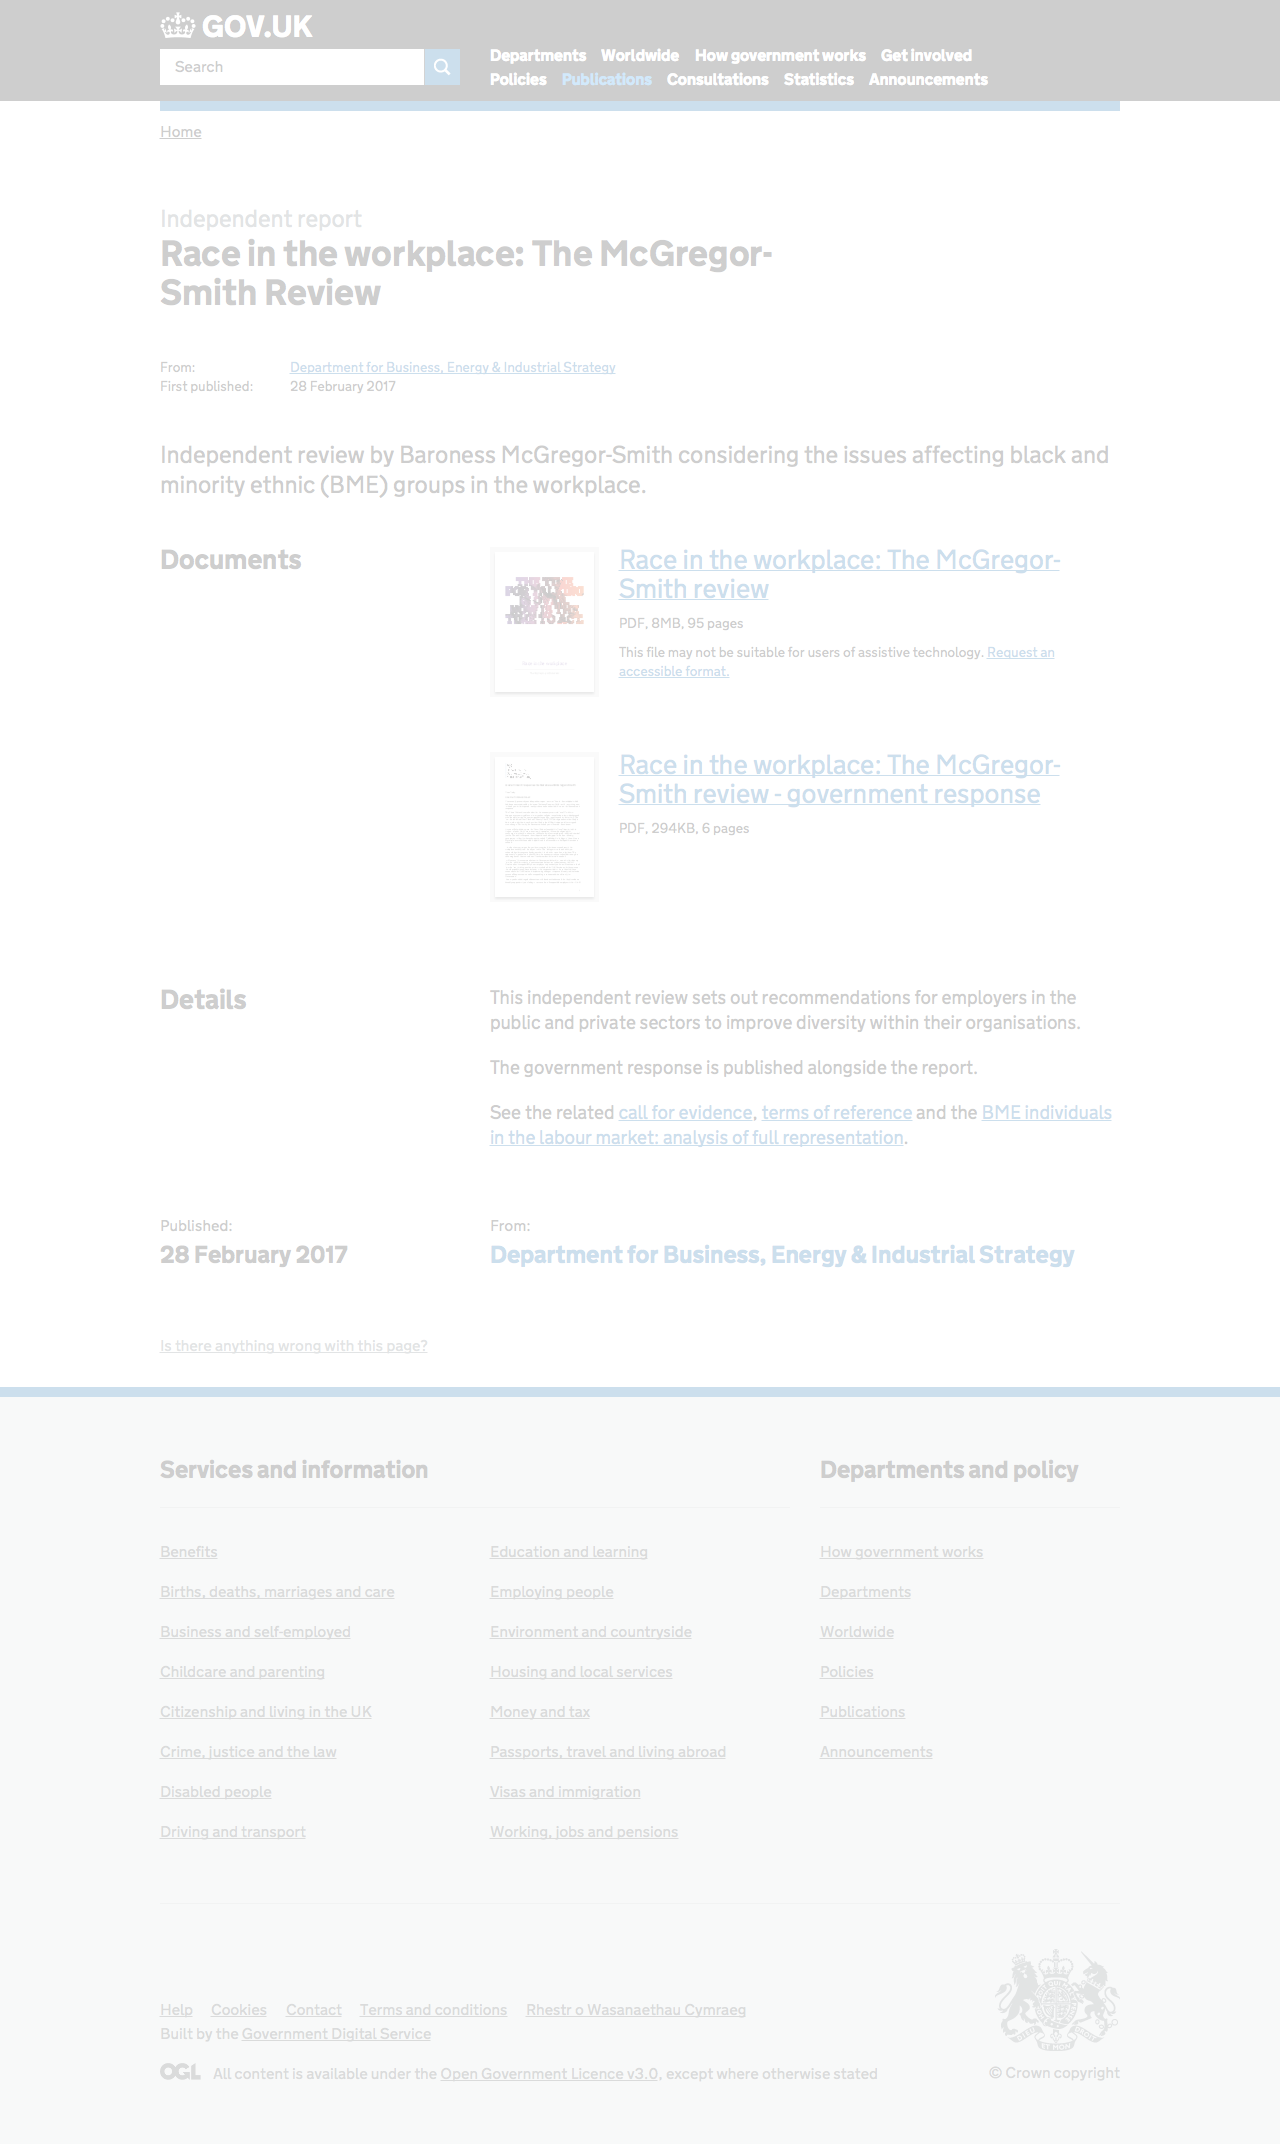 GOV.UK
Search
Departments Worldwide How government works Get involved
Policies Publications Consultations Statistics Announcements
Home
Independent report
Race in the workplace: The McGregor-
Smith Review
From: Department for Business, Energy & Industrial Strategy
First published: 28 February 2017
Independent review by Baroness McGregor-Smith considering the issues affecting black and
minority ethnic (BME) groups in the workplace.
Documents
THE TIME
FOR TALKING
IS OVER.
NOW IS THE
TIME TO ACT.
Race in the workplace: The McGregor-
Smith review
PDF, 8MB, 95 pages
This file may not be suitable for users of assistive technology. Request an
accessible format.
Race in the workplace: The McGregor-
Smith review - government response
PDF, 294KB, 6 pages
Details
This independent review sets out recommendations for employers in the
public and private sectors to improve diversity within their organisations.
The government response is published alongside the report.
See the related call for evidence, terms of reference and the BME individuals
in the labour market: analysis of full representation.
Published:
28 February 2017
From:
Department for Business, Energy & Industrial Strategy
Is there anything wrong with this page?
Services and information
Benefits
Births, deaths, marriages and care
Business and self-employed
Childcare and parenting
Citizenship and living in the UK
Crime, justice and the law
Disabled people
Driving and transport
Education and learning
Employing people
Environment and countryside
Housing and local services
Money and tax
Passports, travel and living abroad
Visas and immigration
Working, jobs and pensions
Departments and policy
How government works
Departments
Worldwide
Policies
Publications
Announcements
Help Cookies Contact Terms and conditions Rhestr o Wasanaethau Cymraeg
Built by the Government Digital Service
OGL All content is available under the Open Government Licence v3.0, except where otherwise stated
© Crown copyright